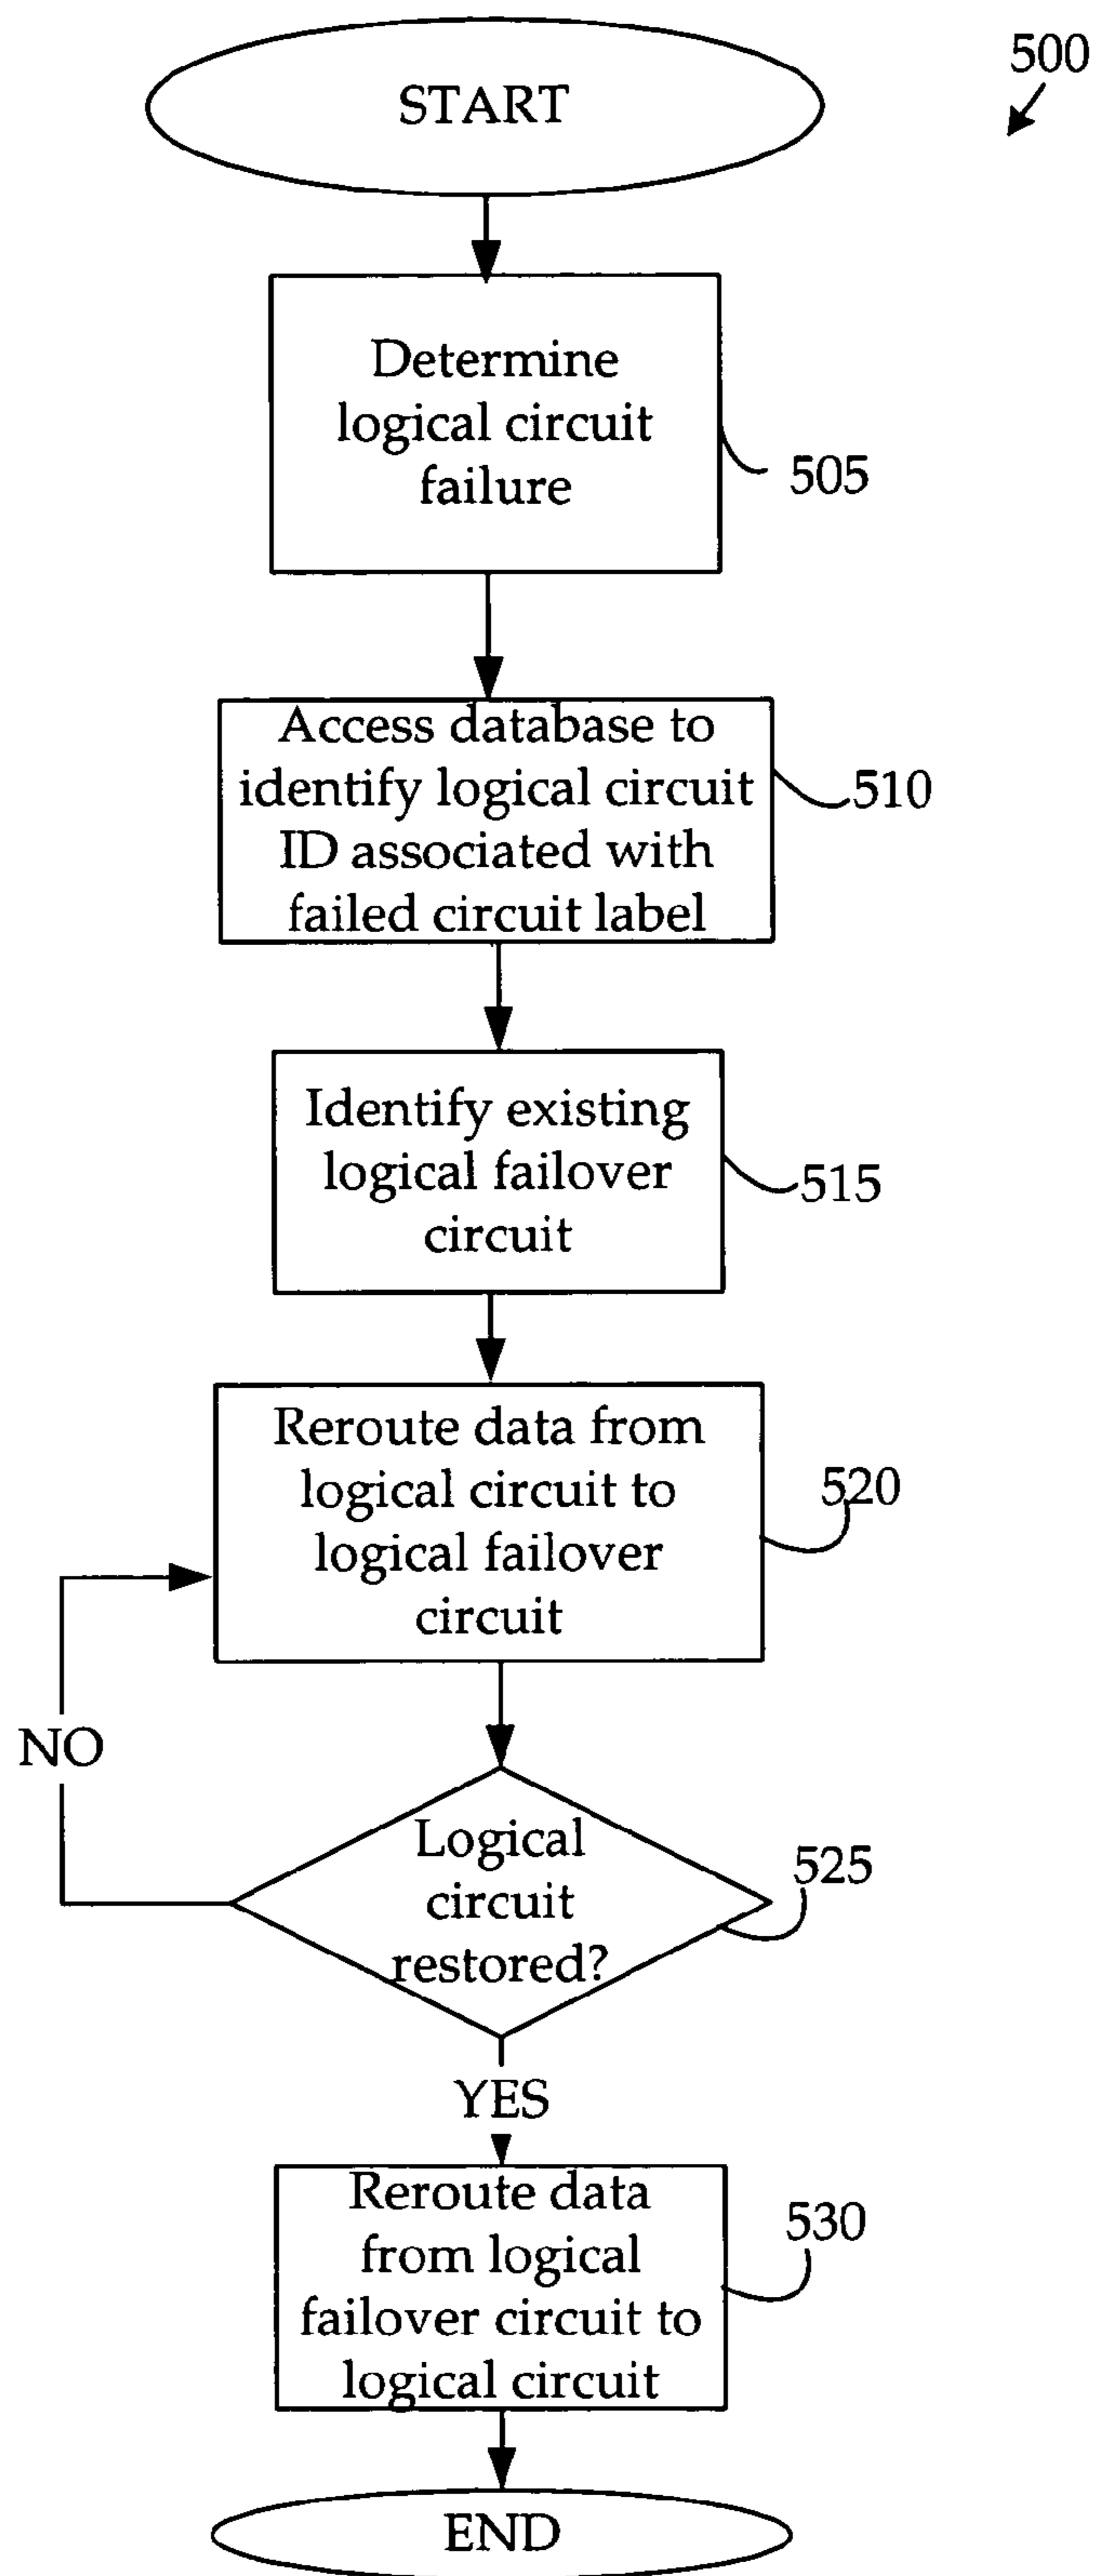 500
START
Determine
logical circuit
failure
505
Access database to
identify logical circuit
ID associated with
failed circuit label
510
Identify existing
logical failover
circuit
515
Reroute data from
logical circuit to
logical failover
circuit
520
NO
Logical
circuit
restored?
525
YES
Reroute data
from logical
failover circuit to
logical circuit
530
END